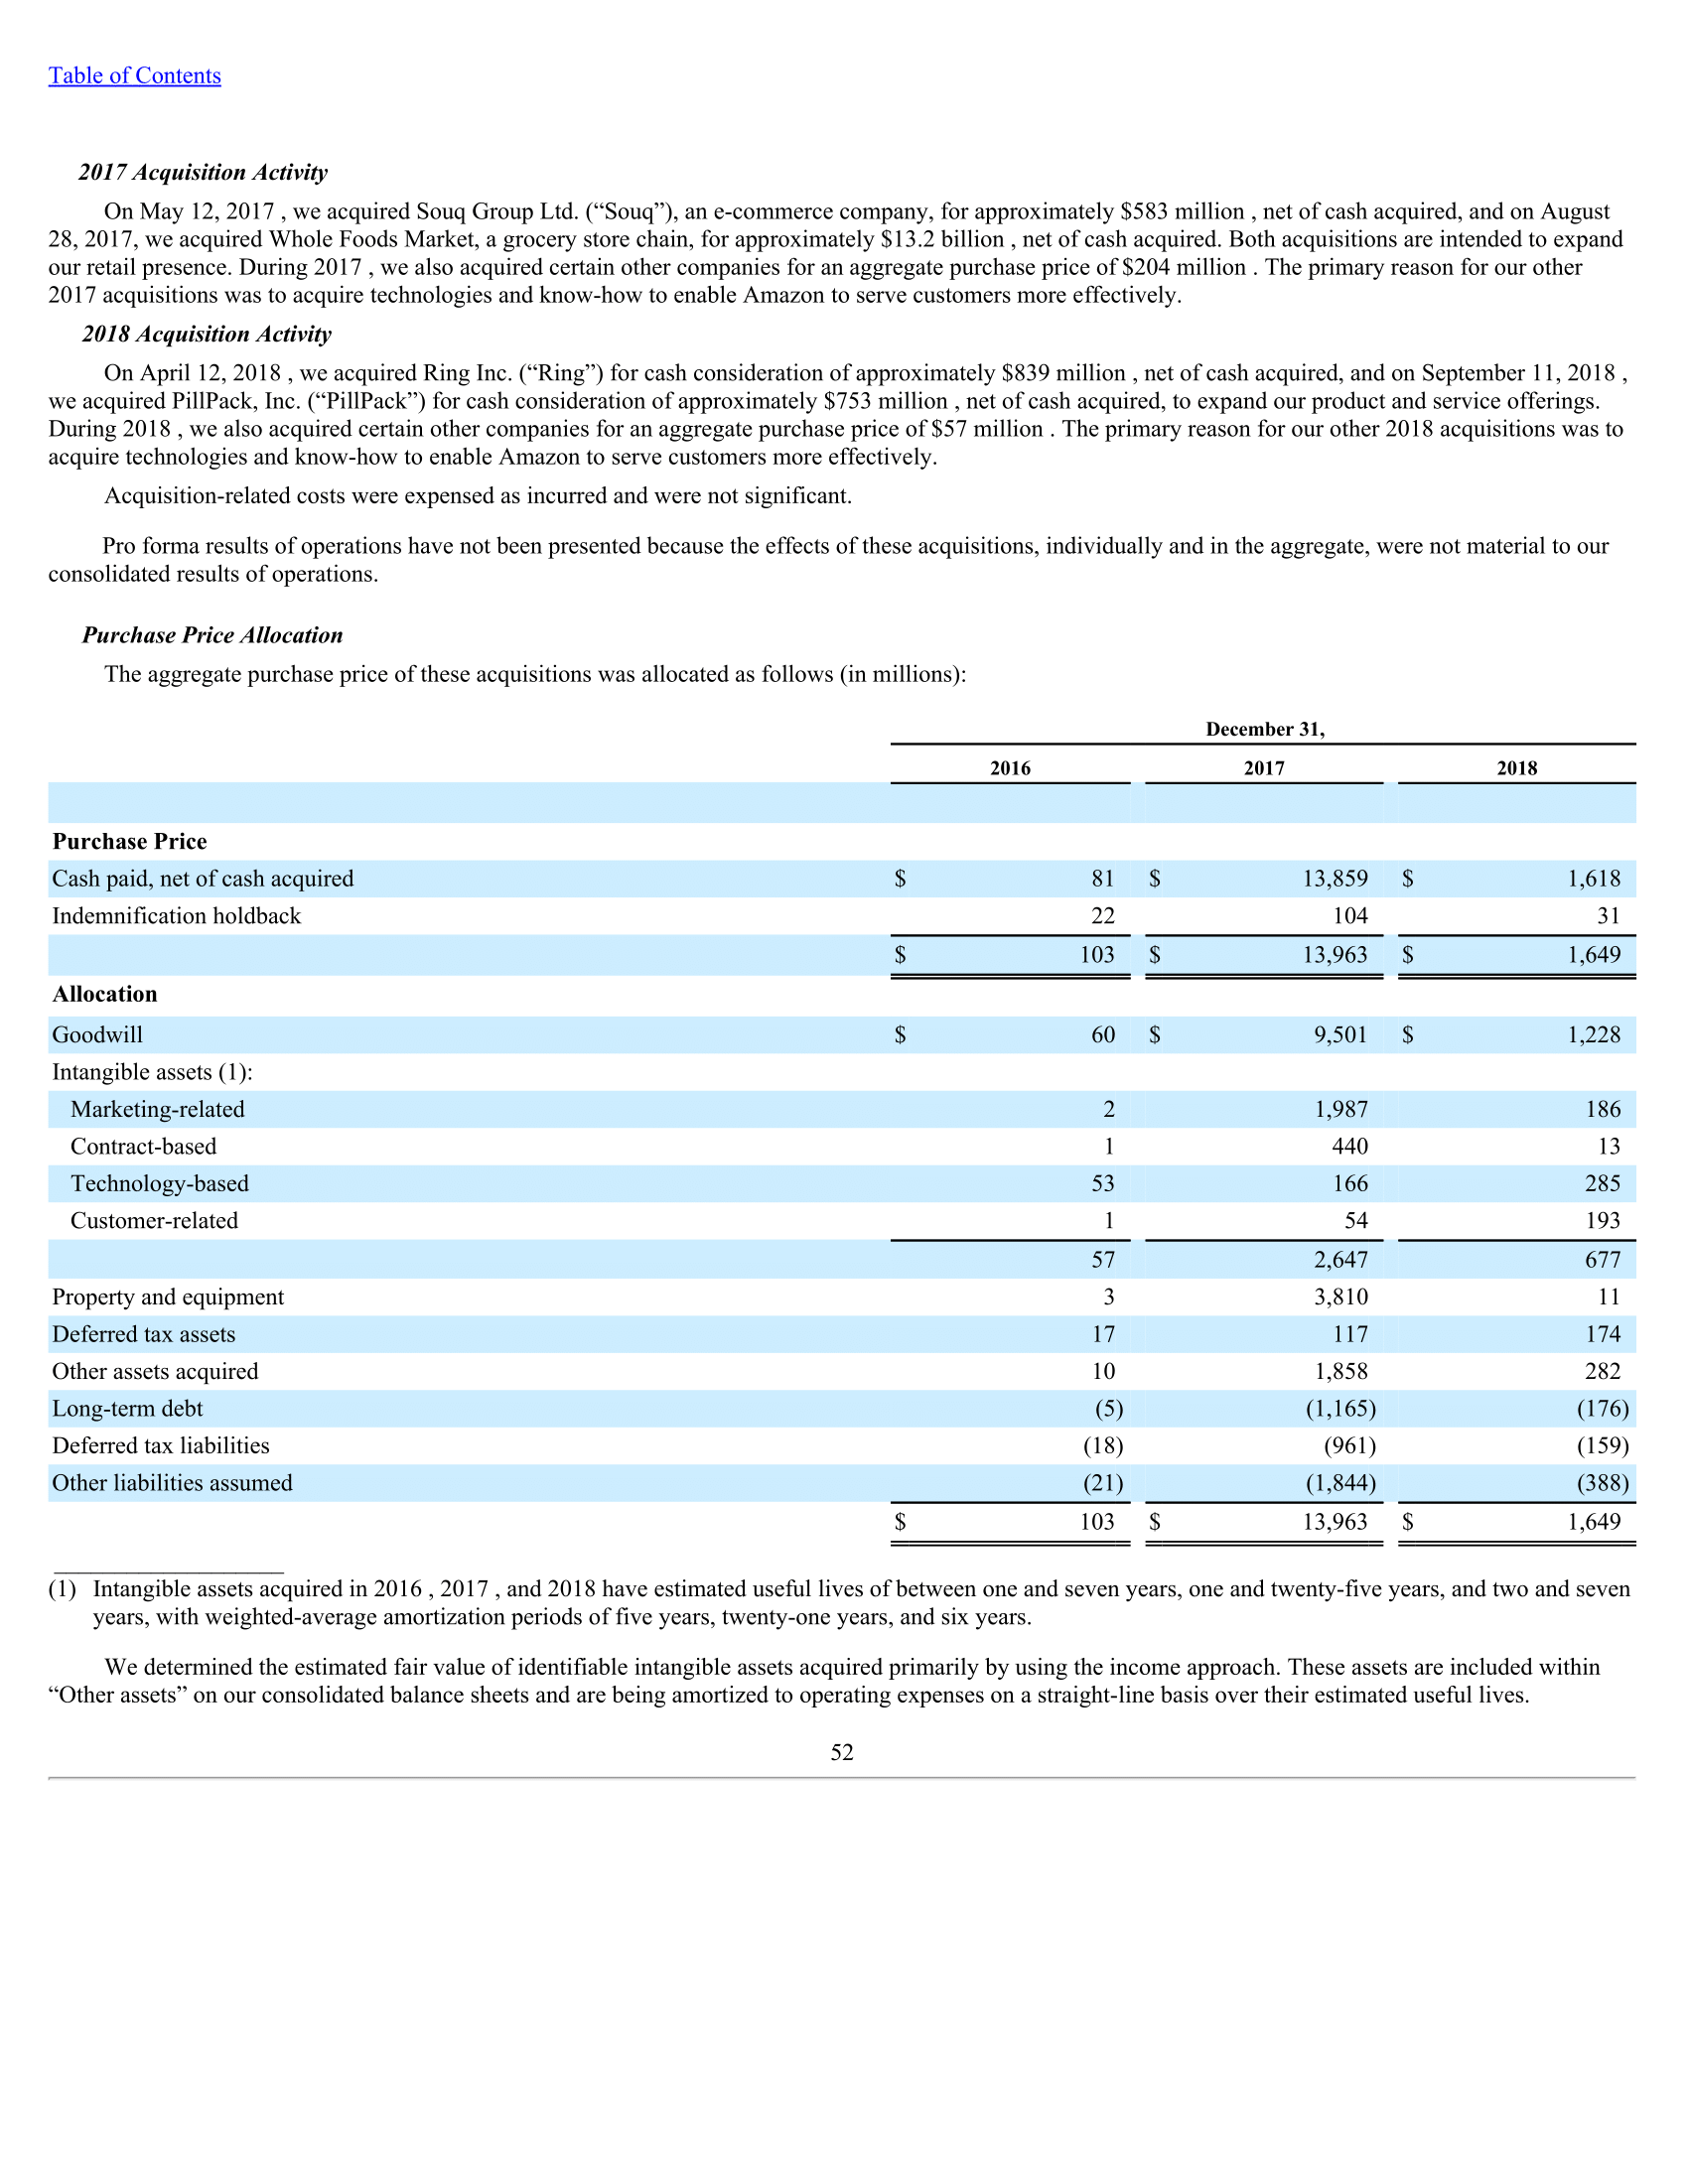 Table of Contents
2017 Acquisition Activity
On May 12, 2017 , we acquired Souq Group Ltd. (“Souq”), an e-commerce company, for approximately $583 million , net of cash acquired, and on August
28, 2017, we acquired Whole Foods Market, a grocery store chain, for approximately $13.2 billion , net of cash acquired. Both acquisitions are intended to expand
our retail presence. During 2017 , we also acquired certain other companies for an aggregate purchase price of $204 million . The primary reason for our other
2017 acquisitions was to acquire technologies and know-how to enable Amazon to serve customers more effectively.
2018 Acquisition Activity
On April 12, 2018 , we acquired Ring Inc. (“Ring”) for cash consideration of approximately $839 million , net of cash acquired, and on September 11, 2018 ,
we acquired PillPack, Inc. (“PillPack”) for cash consideration of approximately $753 million , net of cash acquired, to expand our product and service offerings.
During 2018 , we also acquired certain other companies for an aggregate purchase price of $57 million . The primary reason for our other 2018 acquisitions was to
acquire technologies and know-how to enable Amazon to serve customers more effectively.
Acquisition-related costs were expensed as incurred and were not significant.
Pro forma results of operations have not been presented because the effects of these acquisitions, individually and in the aggregate, were not material to our
consolidated results of operations.
Purchase Price Allocation
The aggregate purchase price of these acquisitions was allocated as follows (in millions):
December 31,
2016 2017 2018
Purchase Price
Cash paid, net of cash acquired $ 81 $ 13,859 $ 1,618
Indemnification holdback 22 104 31
$ 103 $ 13,963 $ 1,649
Allocation
Goodwill $ 60 $ 9,501 $ 1,228
Intangible assets (1):
Marketing-related 2 1,987 186
Contract-based 1 440 13
Technology-based 53 166 285
Customer-related 1 54 193
57 2,647 677
Property and equipment 3 3,810 11
Deferred tax assets 17 117 174
Other assets acquired 10 1,858 282
Long-term debt (5) (1,165) (176)
Deferred tax liabilities (18) (961) (159)
Other liabilities assumed (21) (1,844) (388)
$ 103 $ 13,963 $ 1,649
(1) Intangible assets acquired in 2016 , 2017 , and 2018 have estimated useful lives of between one and seven years, one and twenty-five years, and two and seven
years, with weighted-average amortization periods of five years, twenty-one years, and six years.
We determined the estimated fair value of identifiable intangible assets acquired primarily by using the income approach. These assets are included within
“Other assets” on our consolidated balance sheets and are being amortized to operating expenses on a straight-line basis over their estimated useful lives.
52